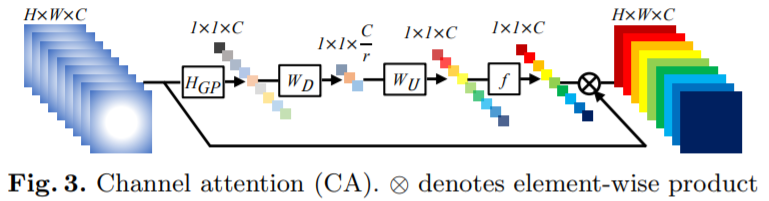 H×W×C
1×1×C
1×1×C/r
1×1×C
1×1×C
H×W×C
H_GP
W_D
W_U
f
⊗
Fig. 3. Channel attention (CA). ⊗ denotes element-wise product